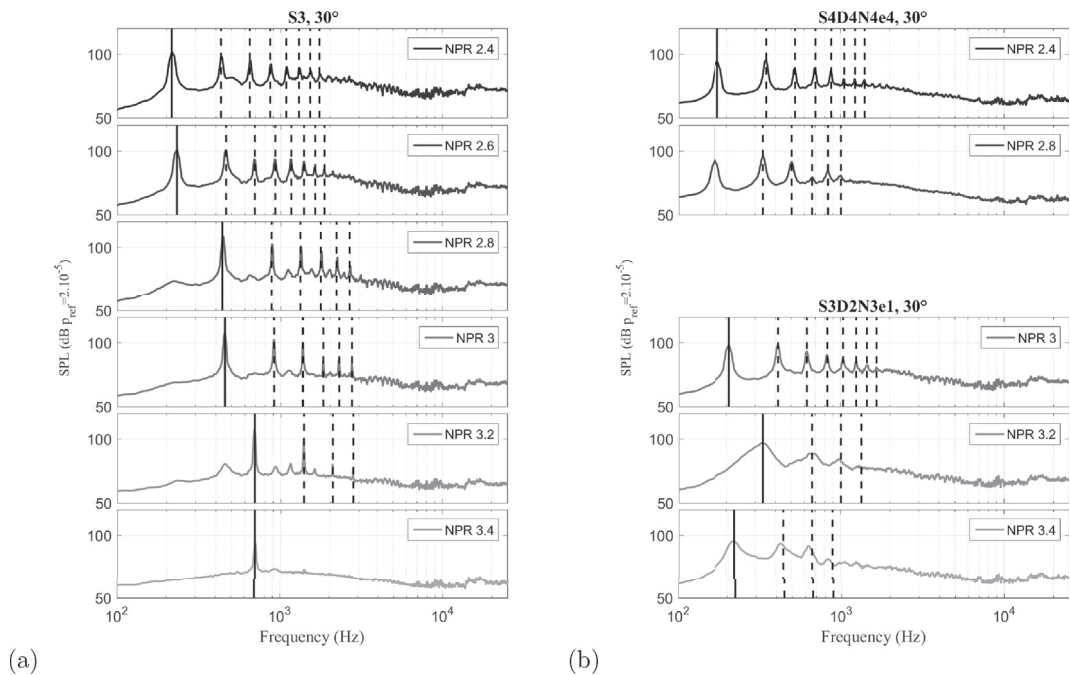 S3, 30°
100
50
NPR 2.4
100
50
NPR 2.6
100
50
NPR 2.8
100
50
NPR 3
100
50
NPR 3.2
100
50
NPR 3.4
SPL (dB p_ref=2.10^-5)
10^2 10^3 10^4
Frequency (Hz)
(a)
S4D4N4e4, 30°
100
50
NPR 2.4
100
50
NPR 2.8
S3D2N3e1, 30°
100
50
NPR 3
100
50
NPR 3.2
100
50
NPR 3.4
SPL (dB p_ref=2.10^-5)
10^2 10^3 10^4
Frequency (Hz)
(b)